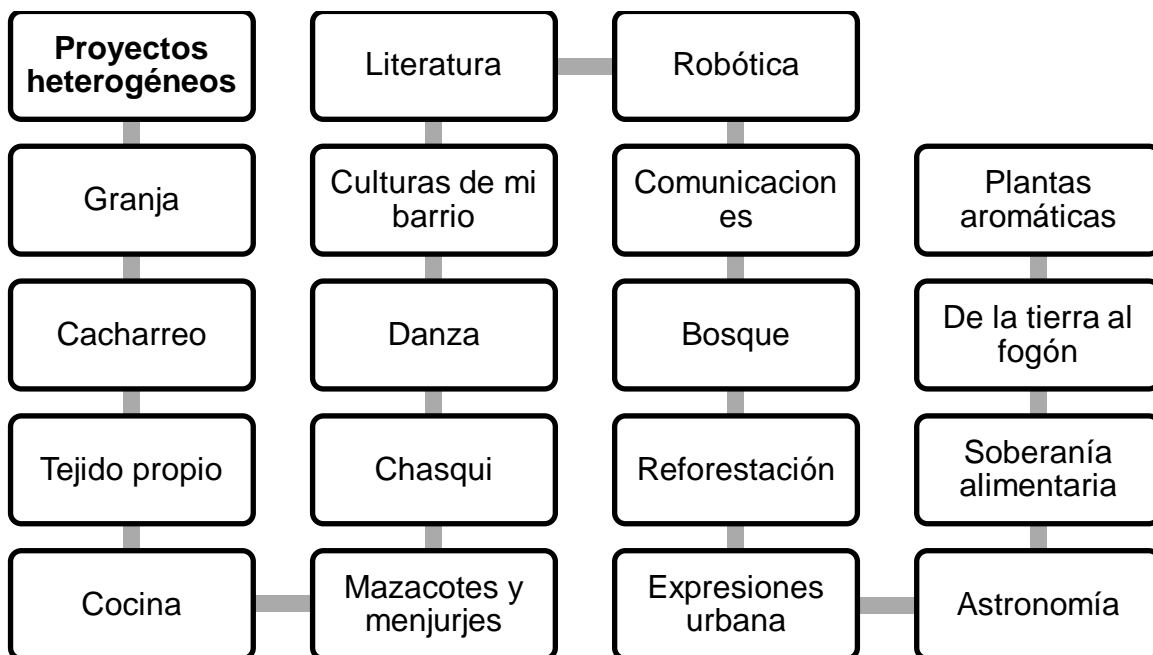 Proyectos
heterogéneos
Granja
Cacharreo
Tejido propio
Cocina
Mazacotes y
menjurjes
Chasqui
Danza
Culturas de mi
barrio
Literatura
Robótica
Comunicacion
es
Bosque
Reforestación
Expresiones
urbana
Astronomía
Soberanía
alimentaria
De la tierra al
fogón
Plantas
aromáticas